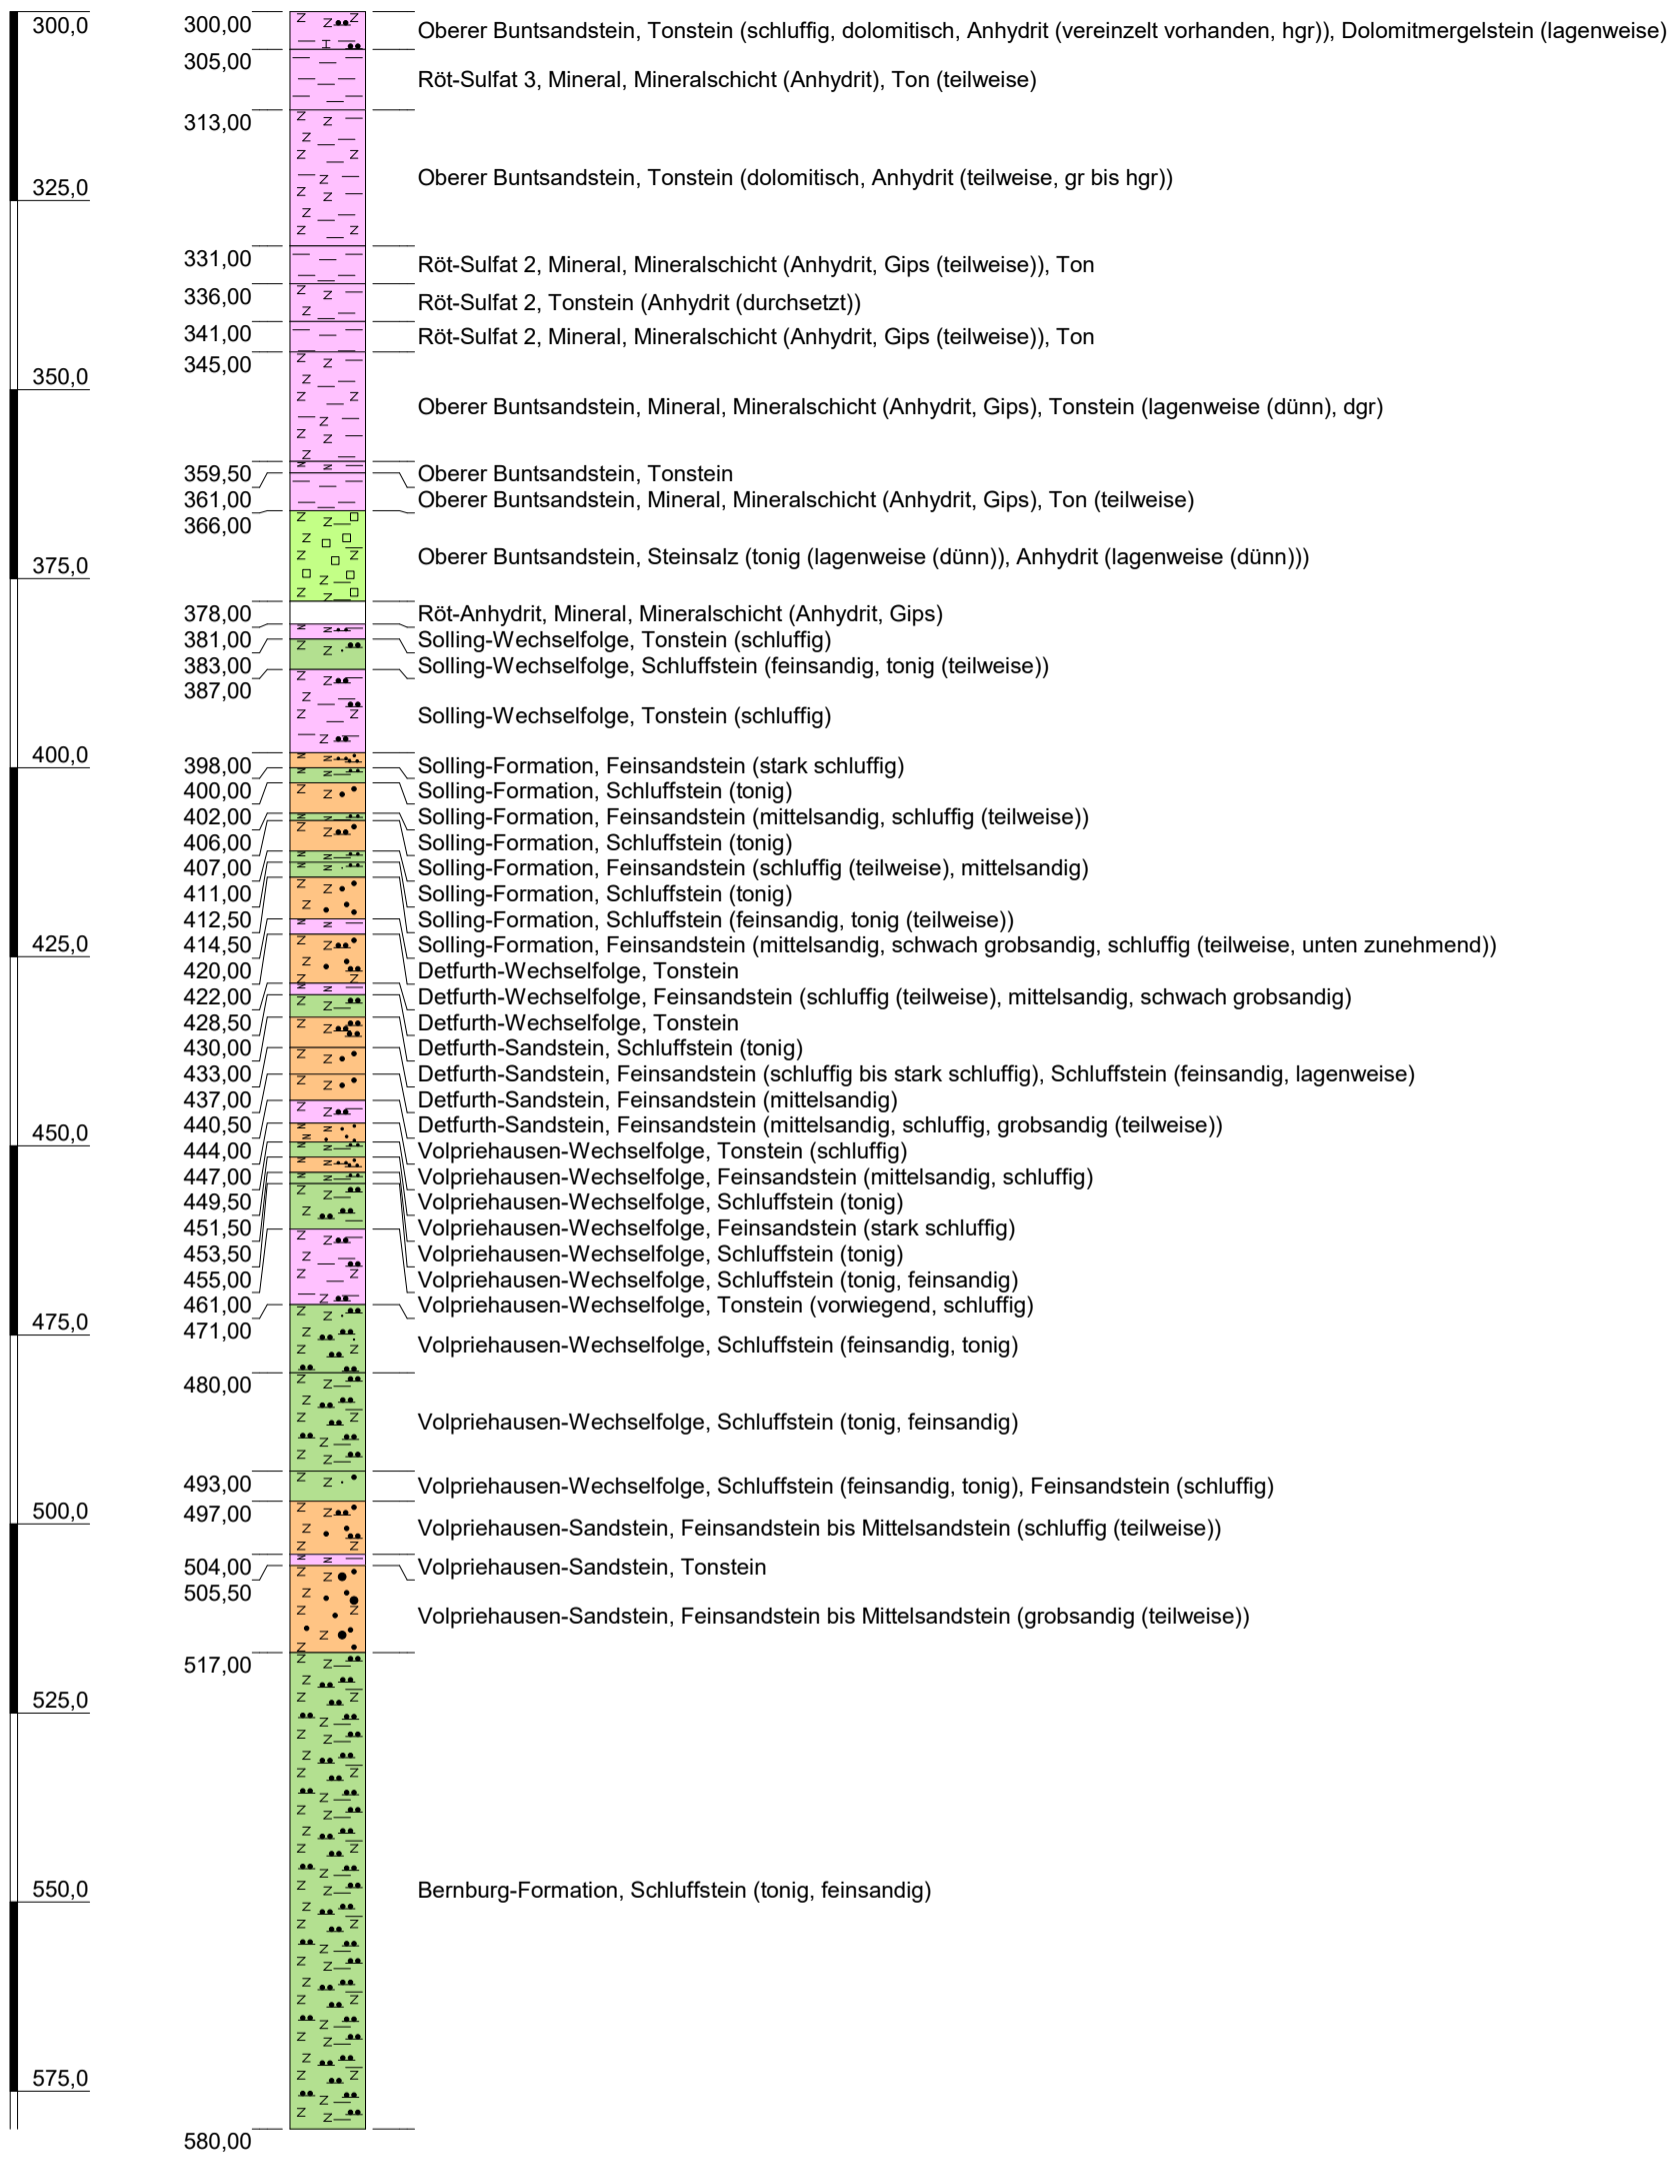 300,0
300,00
Oberer Buntsandstein, Tonstein (schluffig, dolomitisch, Anhydrit (vereinzelt vorhanden, hgr)), Dolomitmergelstein (lagenweise)
305,00
Röt-Sulfat 3, Mineral, Mineralschicht (Anhydrit), Ton (teilweise)
313,00
Oberer Buntsandstein, Tonstein (dolomitisch, Anhydrit (teilweise, gr bis hgr))
325,0
331,00
Röt-Sulfat 2, Mineral, Mineralschicht (Anhydrit, Gips (teilweise)), Ton
336,00
Röt-Sulfat 2, Tonstein (Anhydrit (durchsetzt))
341,00
Röt-Sulfat 2, Mineral, Mineralschicht (Anhydrit, Gips (teilweise)), Ton
345,00
350,0
Oberer Buntsandstein, Mineral, Mineralschicht (Anhydrit, Gips), Tonstein (lagenweise (dünn), dgr)
359,50
Oberer Buntsandstein, Tonstein
361,00
Oberer Buntsandstein, Mineral, Mineralschicht (Anhydrit, Gips), Ton (teilweise)
366,00
Oberer Buntsandstein, Steinsalz (tonig (lagenweise (dünn)), Anhydrit (lagenweise (dünn)))
375,0
378,00
Röt-Anhydrit, Mineral, Mineralschicht (Anhydrit, Gips)
381,00
Solling-Wechselfolge, Tonstein (schluffig)
383,00
Solling-Wechselfolge, Schluffstein (feinsandig, tonig (teilweise))
387,00
Solling-Wechselfolge, Tonstein (schluffig)
400,0
398,00
Solling-Formation, Feinsandstein (stark schluffig)
400,00
Solling-Formation, Schluffstein (tonig)
402,00
Solling-Formation, Feinsandstein (mittelsandig, schluffig (teilweise))
406,00
Solling-Formation, Schluffstein (tonig)
407,00
Solling-Formation, Feinsandstein (schluffig (teilweise), mittelsandig)
411,00
Solling-Formation, Schluffstein (tonig)
412,50
Solling-Formation, Schluffstein (feinsandig, tonig (teilweise))
425,0
414,50
Solling-Formation, Feinsandstein (mittelsandig, schwach grobsandig, schluffig (teilweise, unten zunehmend))
420,00
Detfurth-Wechselfolge, Tonstein
422,00
Detfurth-Wechselfolge, Feinsandstein (schluffig (teilweise), mittelsandig, schwach grobsandig)
428,50
Detfurth-Wechselfolge, Tonstein
430,00
Detfurth-Sandstein, Schluffstein (tonig)
433,00
Detfurth-Sandstein, Feinsandstein (schluffig bis stark schluffig), Schluffstein (feinsandig, lagenweise)
437,00
Detfurth-Sandstein, Feinsandstein (mittelsandig)
440,50
Detfurth-Sandstein, Feinsandstein (mittelsandig, schluffig, grobsandig (teilweise))
450,0
444,00
Volpriehausen-Wechselfolge, Tonstein (schluffig)
447,00
Volpriehausen-Wechselfolge, Feinsandstein (mittelsandig, schluffig)
449,50
Volpriehausen-Wechselfolge, Schluffstein (tonig)
451,50
Volpriehausen-Wechselfolge, Feinsandstein (stark schluffig)
453,50
Volpriehausen-Wechselfolge, Schluffstein (tonig)
455,00
Volpriehausen-Wechselfolge, Schluffstein (tonig, feinsandig)
461,00
Volpriehausen-Wechselfolge, Tonstein (vorwiegend, schluffig)
475,0
471,00
Volpriehausen-Wechselfolge, Schluffstein (feinsandig, tonig)
480,00
Volpriehausen-Wechselfolge, Schluffstein (tonig, feinsandig)
493,00
Volpriehausen-Wechselfolge, Schluffstein (feinsandig, tonig), Feinsandstein (schluffig)
500,0
497,00
Volpriehausen-Sandstein, Feinsandstein bis Mittelsandstein (schluffig (teilweise))
504,00
Volpriehausen-Sandstein, Tonstein
505,50
Volpriehausen-Sandstein, Feinsandstein bis Mittelsandstein (grobsandig (teilweise))
517,00
525,0
550,0
Bernburg-Formation, Schluffstein (tonig, feinsandig)
575,0
580,00